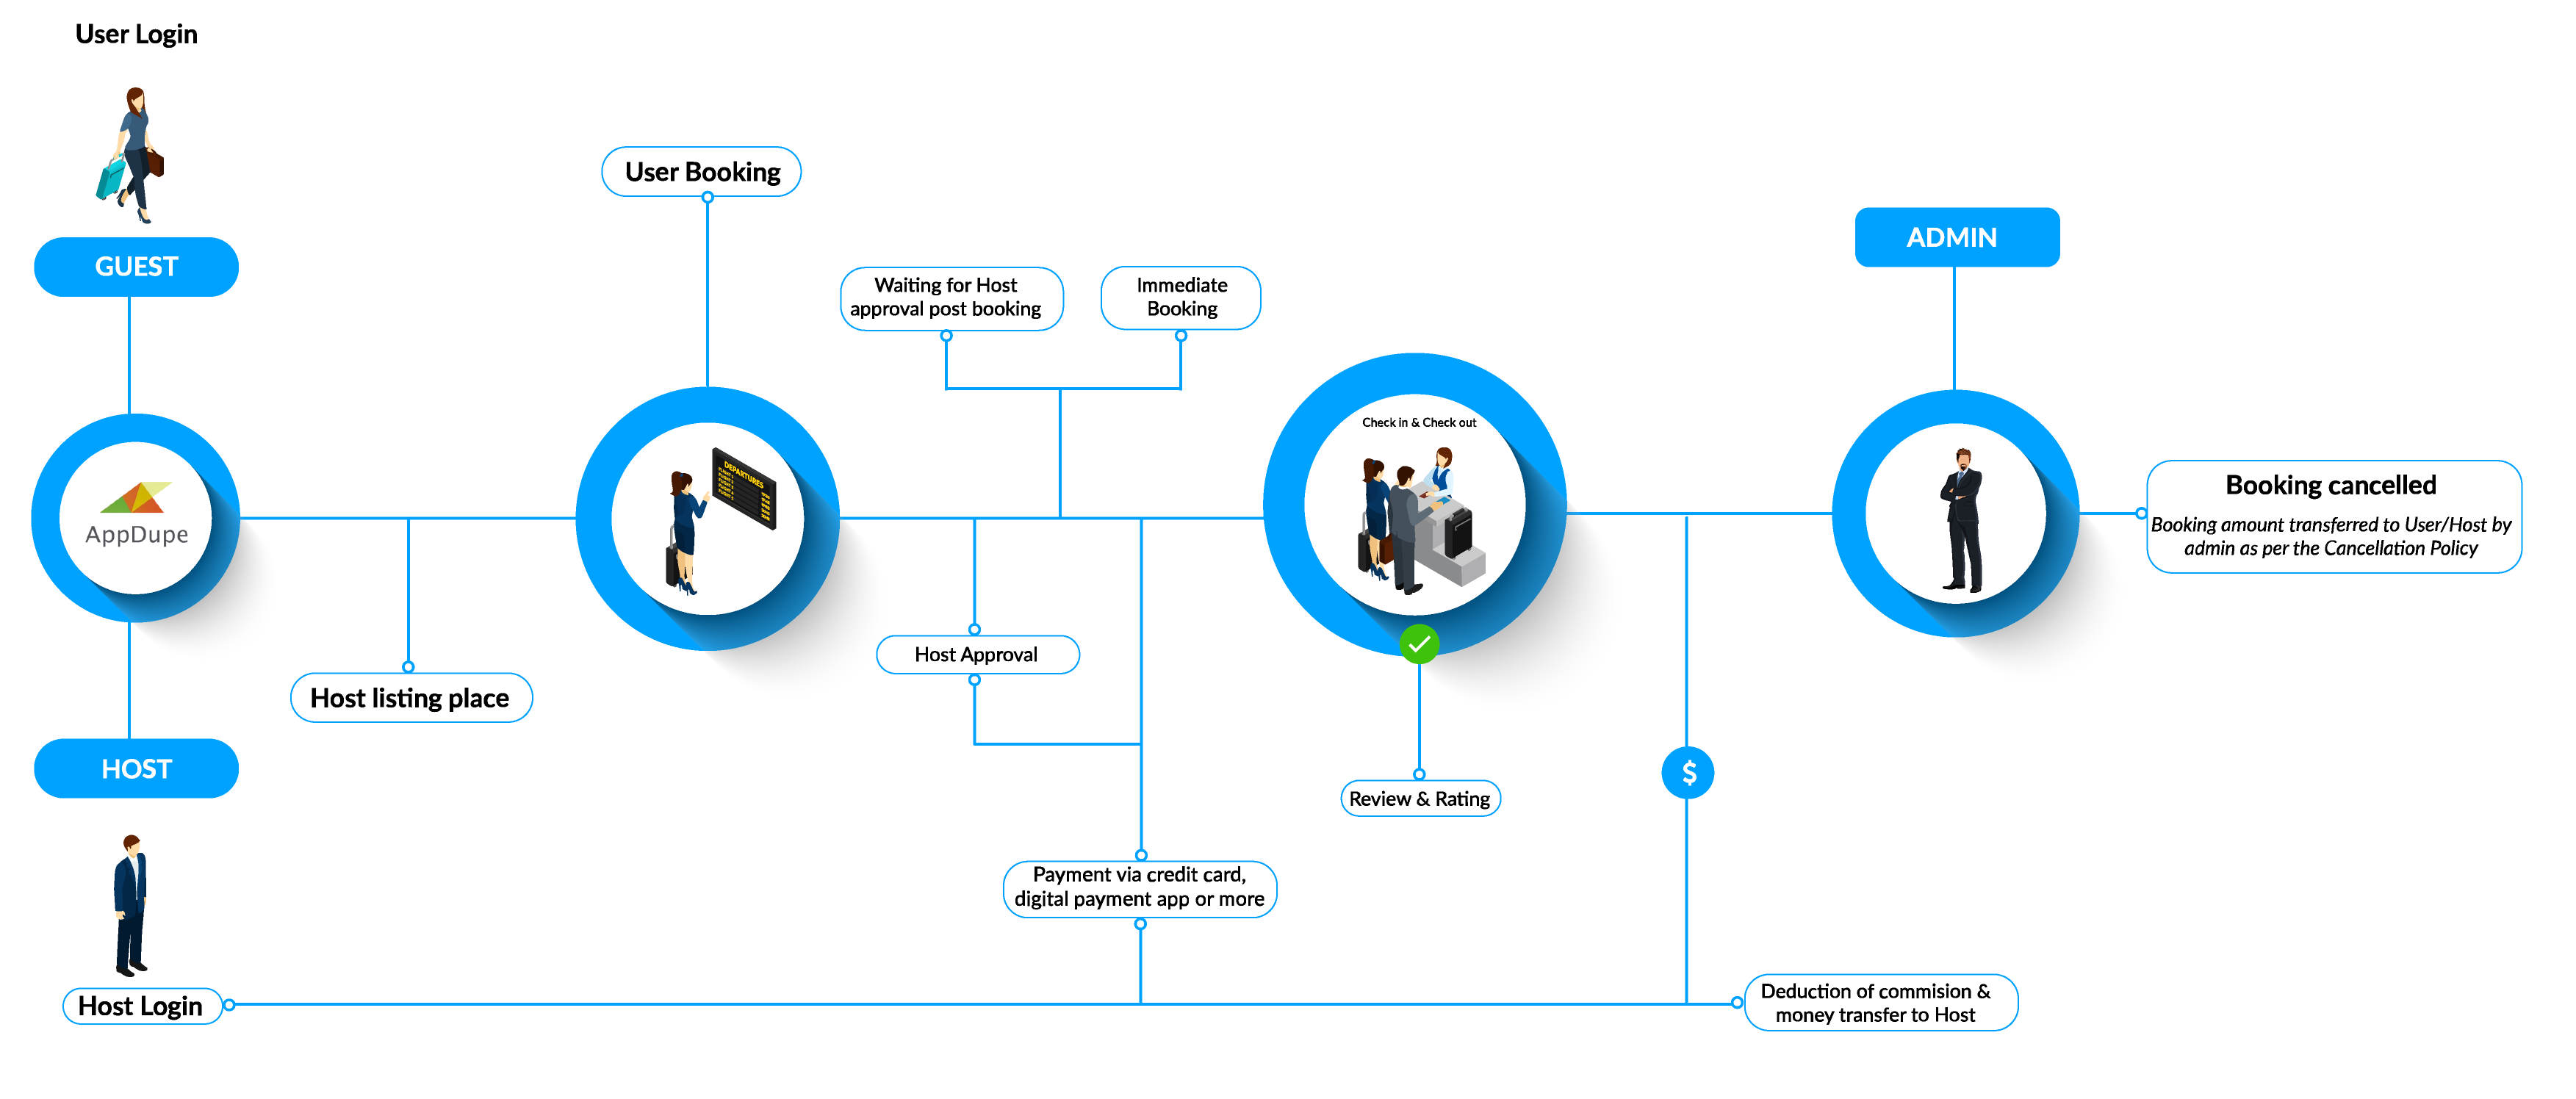 User Login
GUEST
AppDupe
HOST
Host Login
Host listing place
User Booking
DEPARTURES
Waiting for Host
approval post booking
Immediate
Booking
Host Approval
Payment via credit card,
digital payment app or more
Check in & Check out
Review & Rating
$
Deduction of commision &
money transfer to Host
ADMIN
Booking cancelled
Booking amount transferred to User/Host by
admin as per the Cancellation Policy